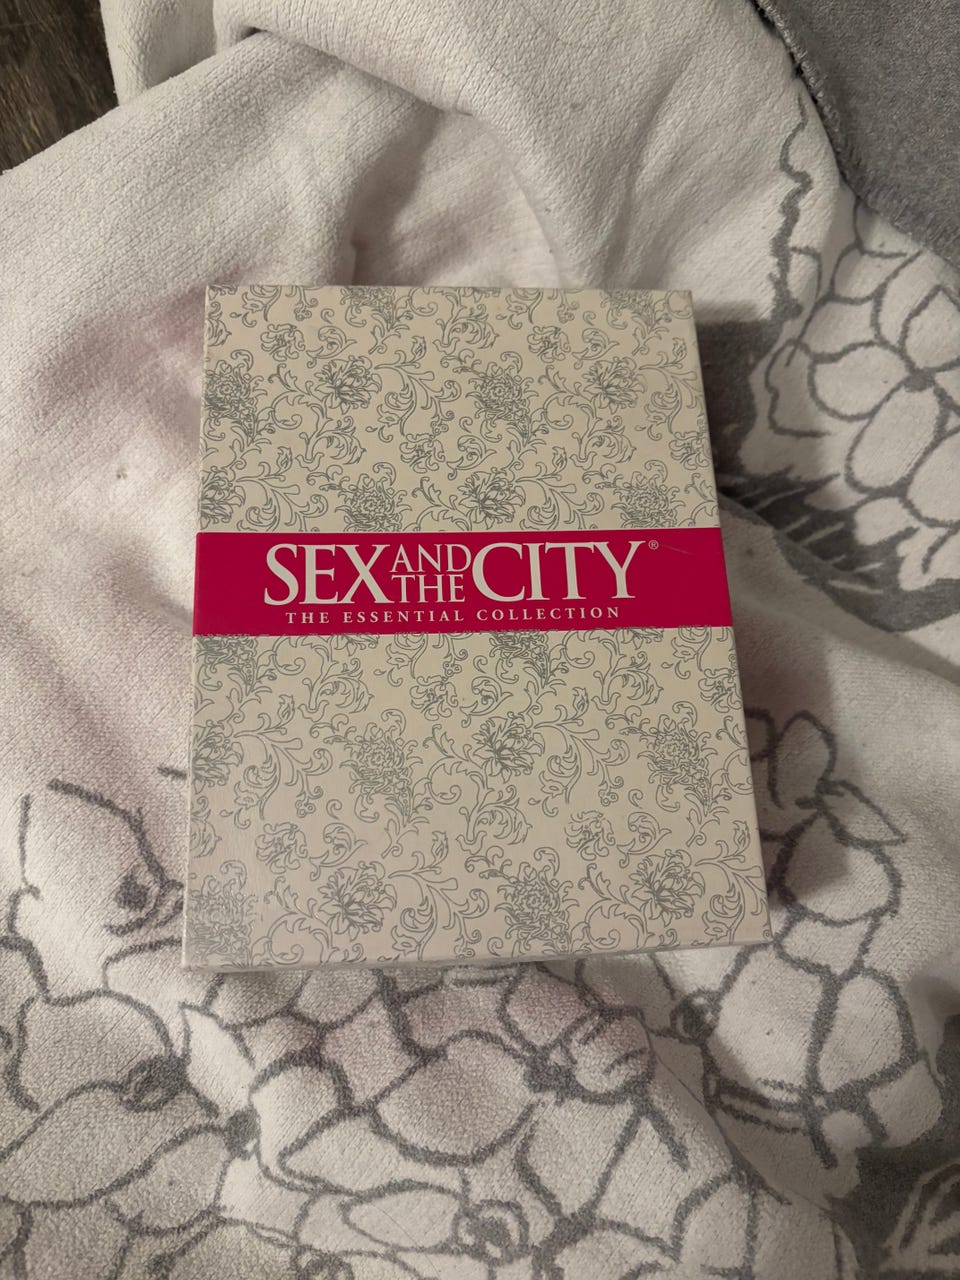 SEX AND THE CITY®
THE ESSENTIAL COLLECTION